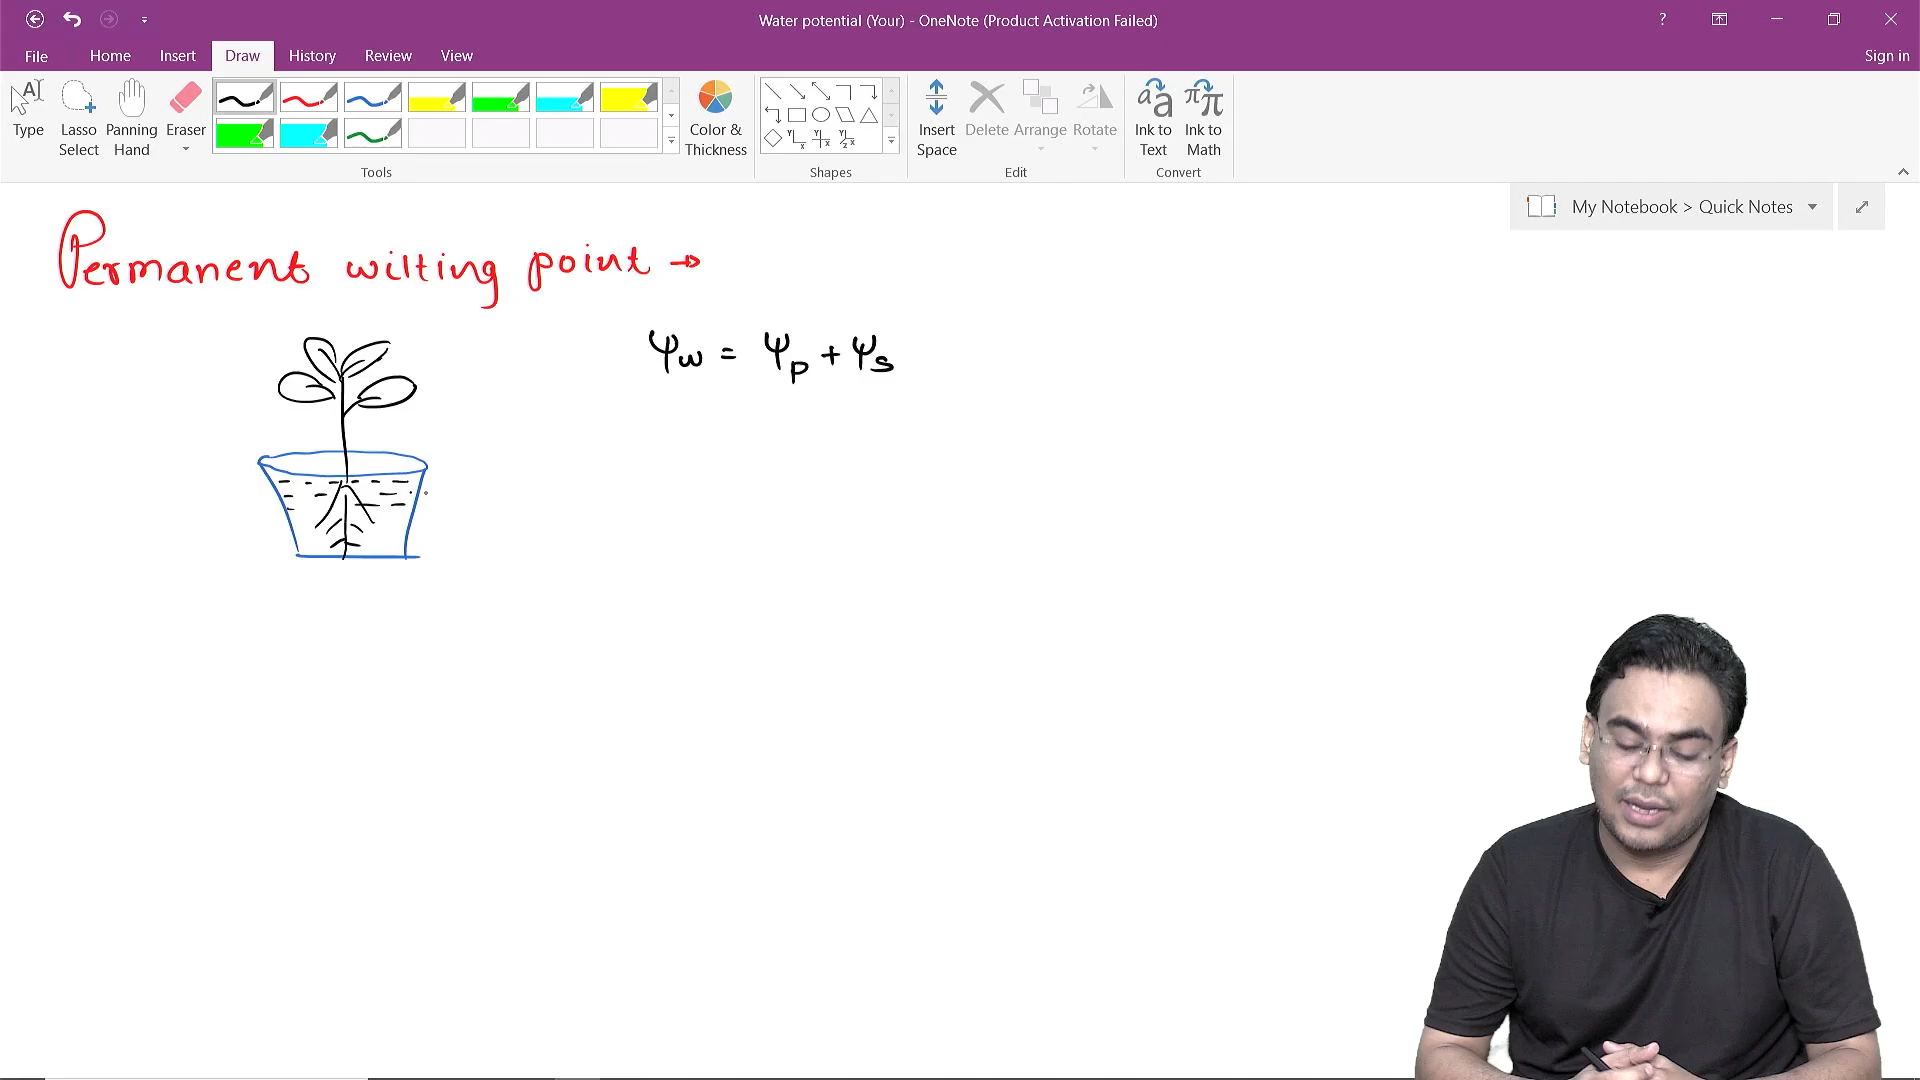 Water potential (Your) - OneNote (Product Activation Failed)
?
File Home Insert Draw History Review View
Sign in
Type
Lasso Select
Panning Hand
Eraser
Color & Thickness
Insert Space
Delete
Arrange
Rotate
Ink to Text
Ink to Math
Tools
Shapes
Edit
Convert
My Notebook > Quick Notes
Permanent wilting point →
Ψw = Ψp + Ψs